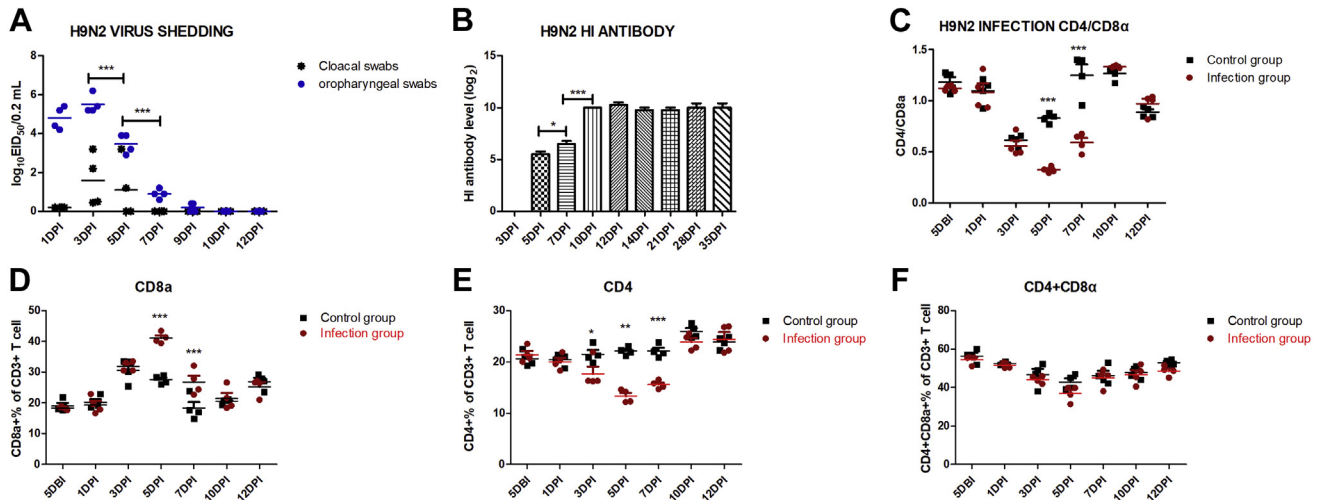 A
H9N2 VIRUS SHEDDING
log10EID50/0.2 mL
8
6
4
2
0
***
***
Cloacal swabs
oropharyngeal swabs
1DPI
3DPI
5DPI
7DPI
9DPI
10DPI
12DPI
B
H9N2 HI ANTIBODY
HI antibody level (log2)
15
10
5
0
*
***
3DPI
5DPI
7DPI
10DPI
12DPI
14DPI
21DPI
28DPI
35DPI
C
H9N2 INFECTION CD4/CD8α
CD4/CD8a
1.5
1.0
0.5
0.0
***
***
Control group
Infection group
5DBI
1DPI
3DPI
5DPI
7DPI
10DPI
12DPI
D
CD8a
CD8a+% of CD3+ T cell
50
40
30
20
10
0
***
***
Control group
Infection group
5DBI
1DPI
3DPI
5DPI
7DPI
10DPI
12DPI
E
CD4
CD4+% of CD3+ T cell
30
20
10
0
*
**
***
Control group
Infection group
5DBI
1DPI
3DPI
5DPI
7DPI
10DPI
12DPI
F
CD4+CD8α
CD4+CD8a+% of CD3+ T cell
80
60
40
20
0
Control group
Infection group
5DBI
1DPI
3DPI
5DPI
7DPI
10DPI
12DPI